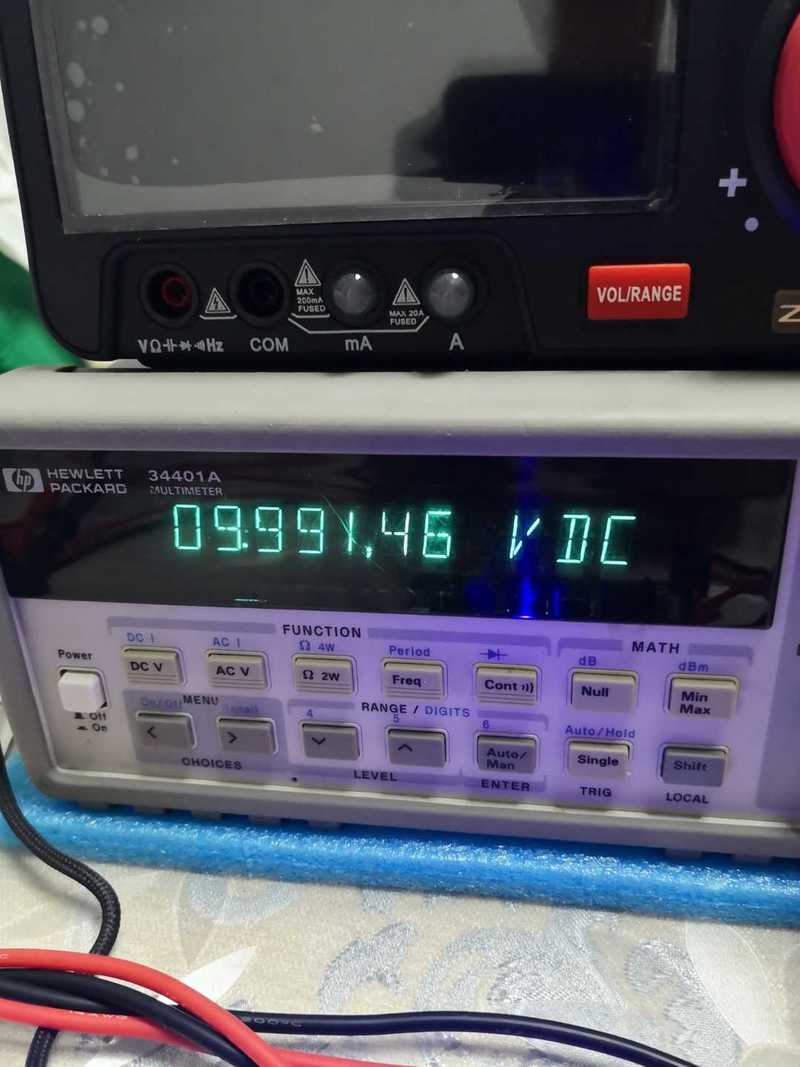 MAX
200mA
FUSED
MAX 20A
FUSED
VΩ Hz
COM
mA
A
VOL/RANGE
Z
hp HEWLETT
PACKARD
34401A
MULTIMETER
09.991,46 VDC
FUNCTION
MATH
Power
Off
On
DC I
DC V
AC I
AC V
Ω 4W
Ω 2W
Period
Freq
Cont
dB
Null
dBm
Min
Max
On/Off
MENU
Recall
<
>
CHOICES
RANGE / DIGITS
4
5
6
Auto/
Man
LEVEL
ENTER
Auto/Hold
Single
TRIG
Shift
LOCAL